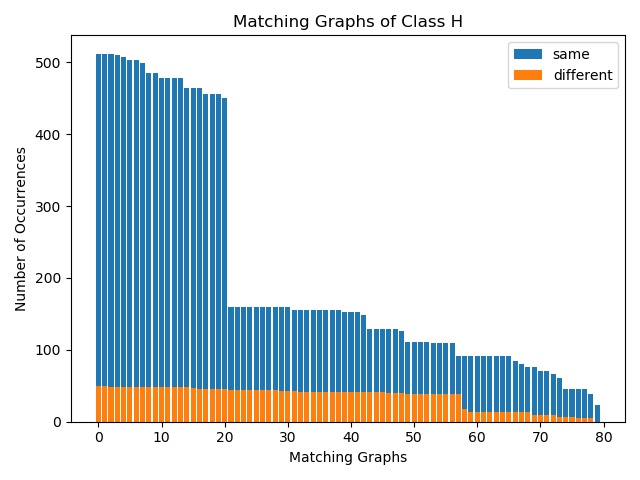 Matching Graphs of Class H
same
different
Number of Occurrences
500
400
300
200
100
0
0 10 20 30 40 50 60 70 80
Matching Graphs